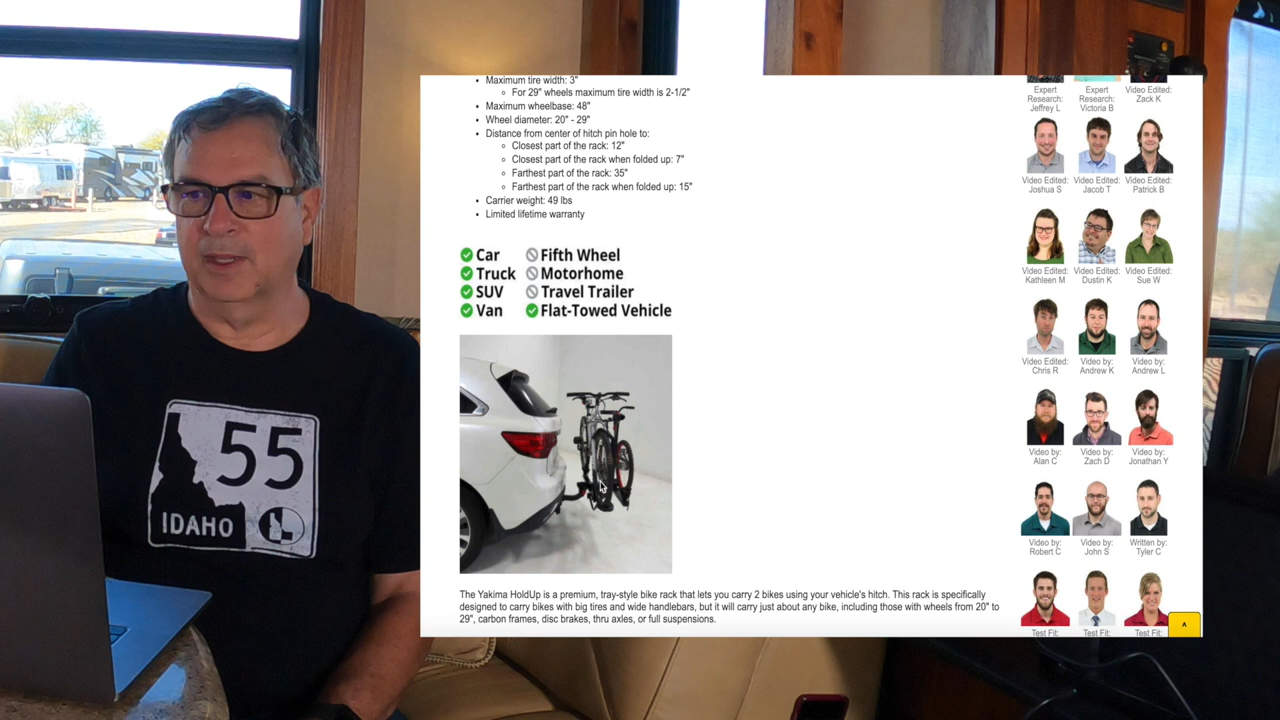 Maximum tire width: 3"
For 29" wheels maximum tire width is 2-1/2"
Maximum wheelbase: 48"
Wheel diameter: 20" - 29"
Distance from center of hitch pin hole to:
Closest part of the rack: 12"
Closest part of the rack when folded up: 7"
Farthest part of the rack: 35"
Farthest part of the rack when folded up: 15"
Carrier weight: 49 lbs
Limited lifetime warranty
Car
Truck
SUV
Van
Fifth Wheel
Motorhome
Travel Trailer
Flat-Towed Vehicle
The Yakima HoldUp is a premium, tray-style bike rack that lets you carry 2 bikes using your vehicle's hitch. This rack is specifically
designed to carry bikes with big tires and wide handlebars, but it will carry just about any bike, including those with wheels from 20" to
29", carbon frames, disc brakes, thru axles, or full suspensions.
Expert
Research:
Jeffrey L
Expert
Research:
Victoria B
Video Edited:
Zack K
Video Edited:
Joshua S
Video Edited:
Jacob T
Video Edited:
Patrick B
Video Edited:
Kathleen M
Video Edited:
Dustin K
Video Edited:
Sue W
Video Edited:
Chris R
Video by:
Andrew K
Video by:
Andrew L
Video by:
Alan C
Video by:
Zach D
Video by:
Jonathan Y
Video by:
Robert C
Video by:
John S
Written by:
Tyler C
Test Fit:
Test Fit:
Test Fit:
55
IDAHO